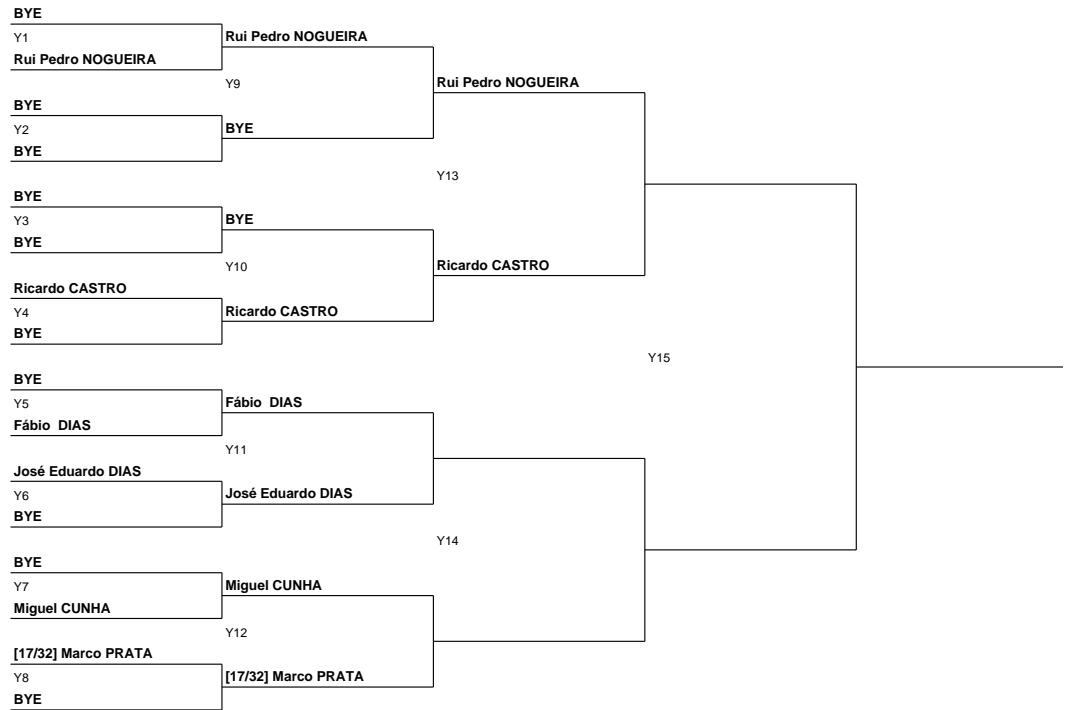 BYE
Y1
Rui Pedro NOGUEIRA
Rui Pedro NOGUEIRA
Y9
Rui Pedro NOGUEIRA
BYE
Y2
BYE
BYE
Y13
BYE
Y3
BYE
BYE
Y10
Ricardo CASTRO
Ricardo CASTRO
Y4
Ricardo CASTRO
BYE
Y15
BYE
Y5
Fábio  DIAS
Fábio  DIAS
Y11
José Eduardo DIAS
Y6
José Eduardo DIAS
BYE
Y14
BYE
Y7
Miguel CUNHA
Miguel CUNHA
Y12
[17/32] Marco PRATA
Y8
[17/32] Marco PRATA
BYE